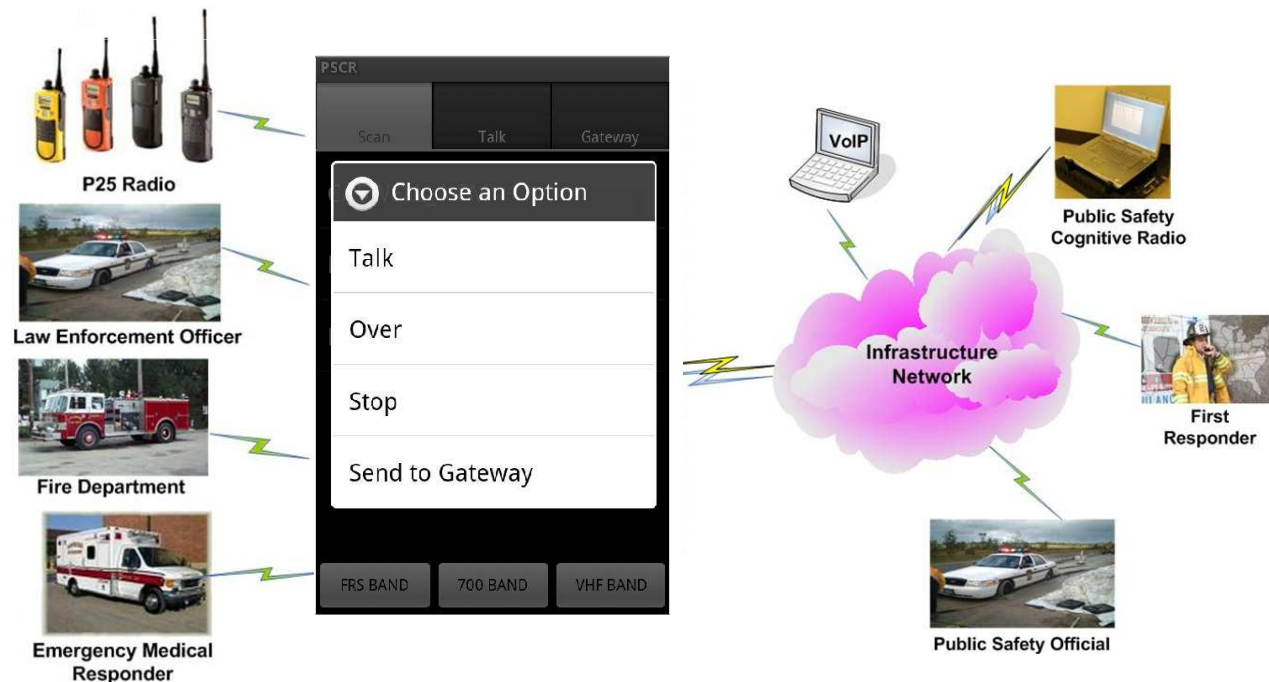 P25 Radio
Law Enforcement Officer
Fire Department
Emergency Medical
Responder
PSCR
Scan
Talk
Gateway
Choose an Option
Talk
Over
Stop
Send to Gateway
FRS BAND
700 BAND
VHF BAND
VoIP
Infrastructure
Network
Public Safety
Cognitive Radio
First
Responder
Public Safety Official